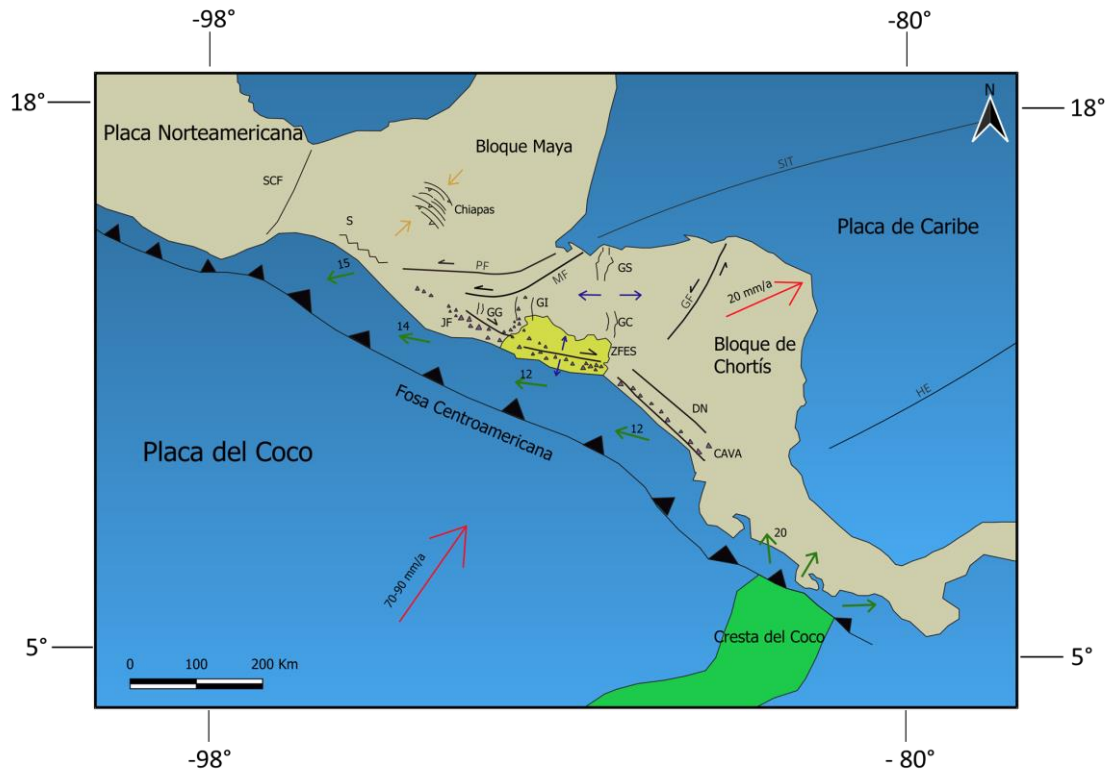 -98°
-80°
18°
18°
N
Placa Norteamericana
Bloque Maya
SIT
SCF
Chiapas
S
Placa de Caribe
15
PF
MF
GS
GF
20 mm/a
GG
GI
JF
GC
14
ZFES
Bloque de
Chortís
12
HE
Fosa Centroamericana
12
DN
Placa del Coco
CAVA
20
70-90 mm/a
Cresta del Coco
5°
5°
0 100 200 Km
-98°
- 80°